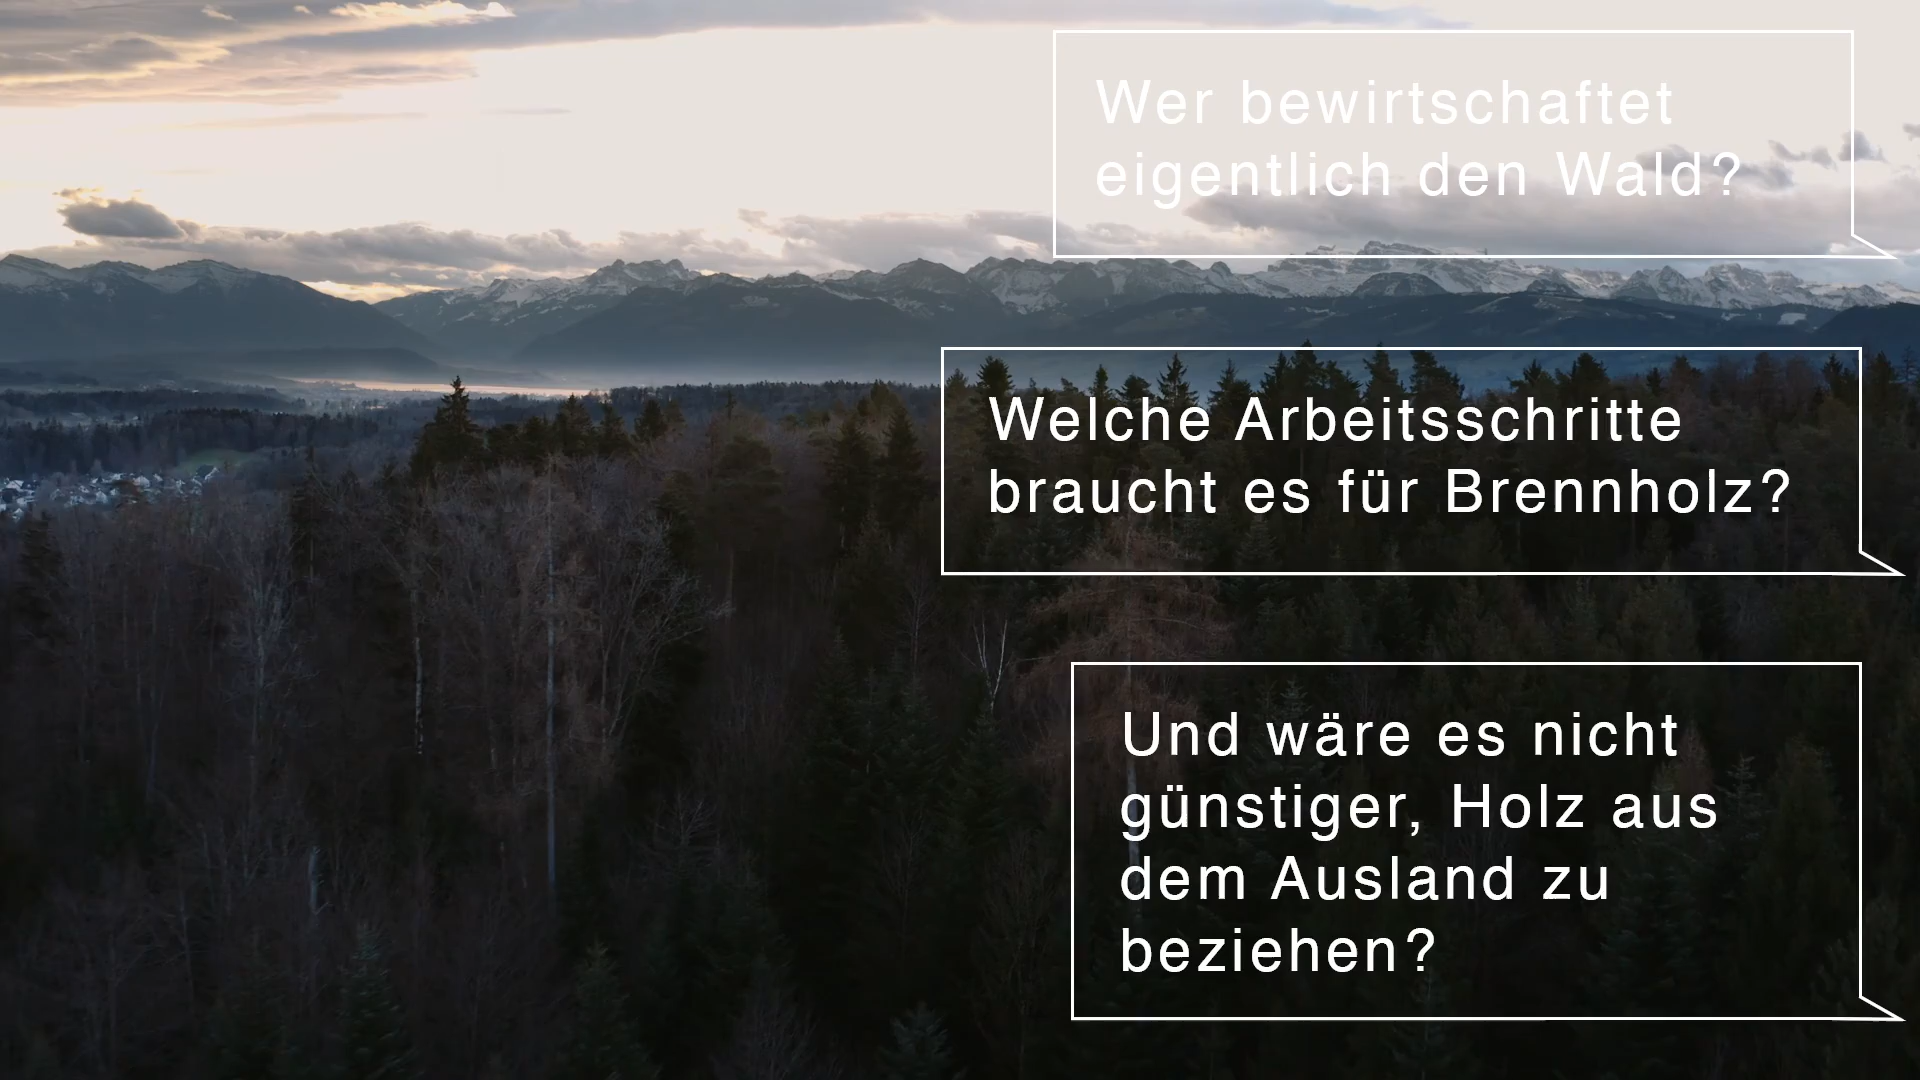 Wer bewirtschaftet
eigentlich den Wald?
Welche Arbeitsschritte
braucht es für Brennholz?
Und wäre es nicht
günstiger, Holz aus
dem Ausland zu
beziehen?